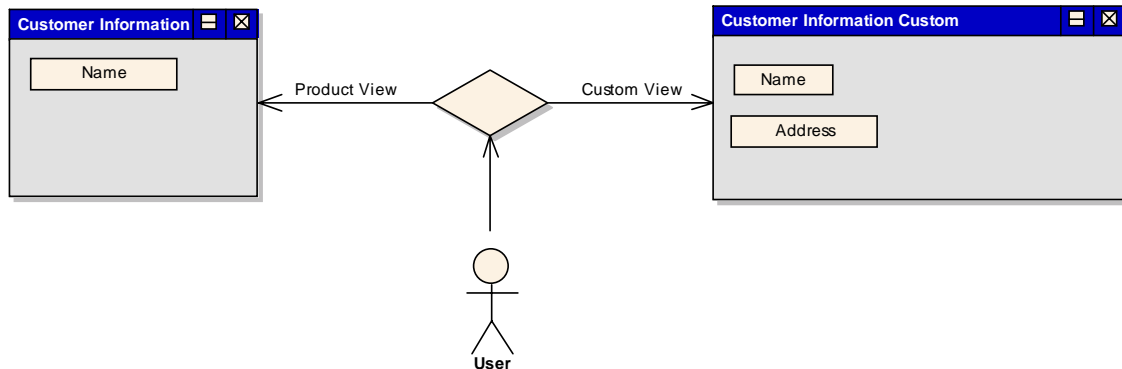 Customer Information
Customer Information Custom
Name
Product View
Custom View
Name
Address
User